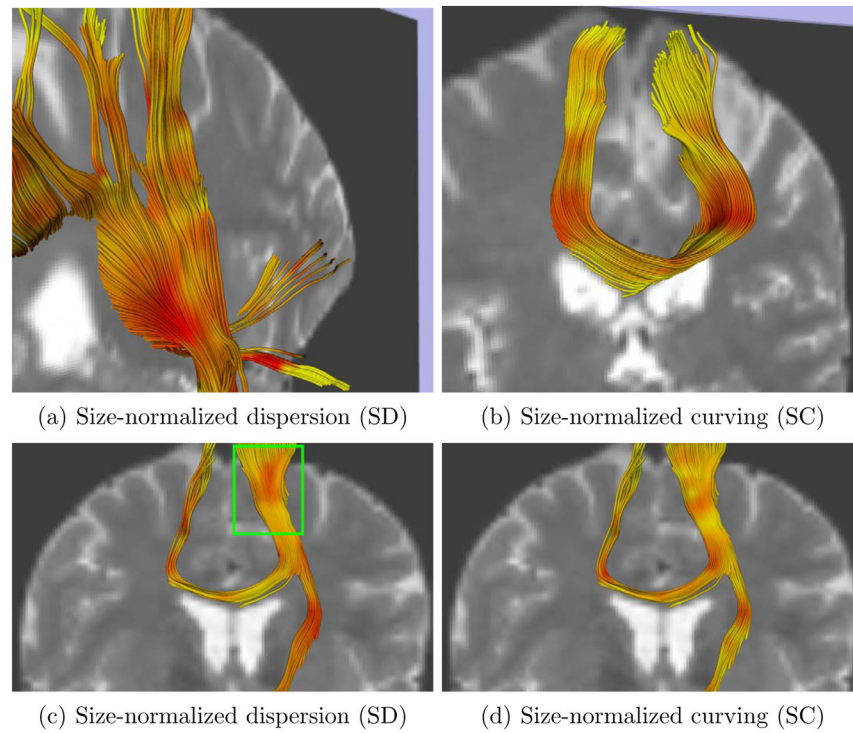 (a) Size-normalized dispersion (SD)
(b) Size-normalized curving (SC)
(c) Size-normalized dispersion (SD)
(d) Size-normalized curving (SC)